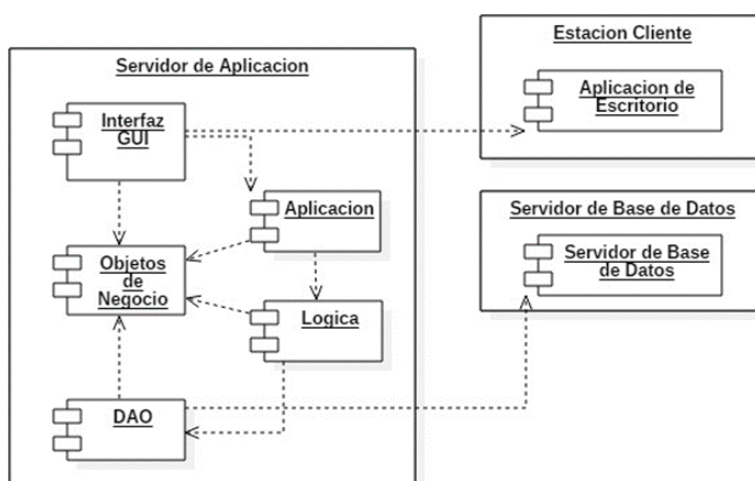 Servidor de Aplicacion
Interfaz
GUI
Aplicacion
Objetos
de
Negocio
Logica
DAO
Estacion Cliente
Aplicacion de
Escritorio
Servidor de Base de Datos
Servidor de Base
de Datos